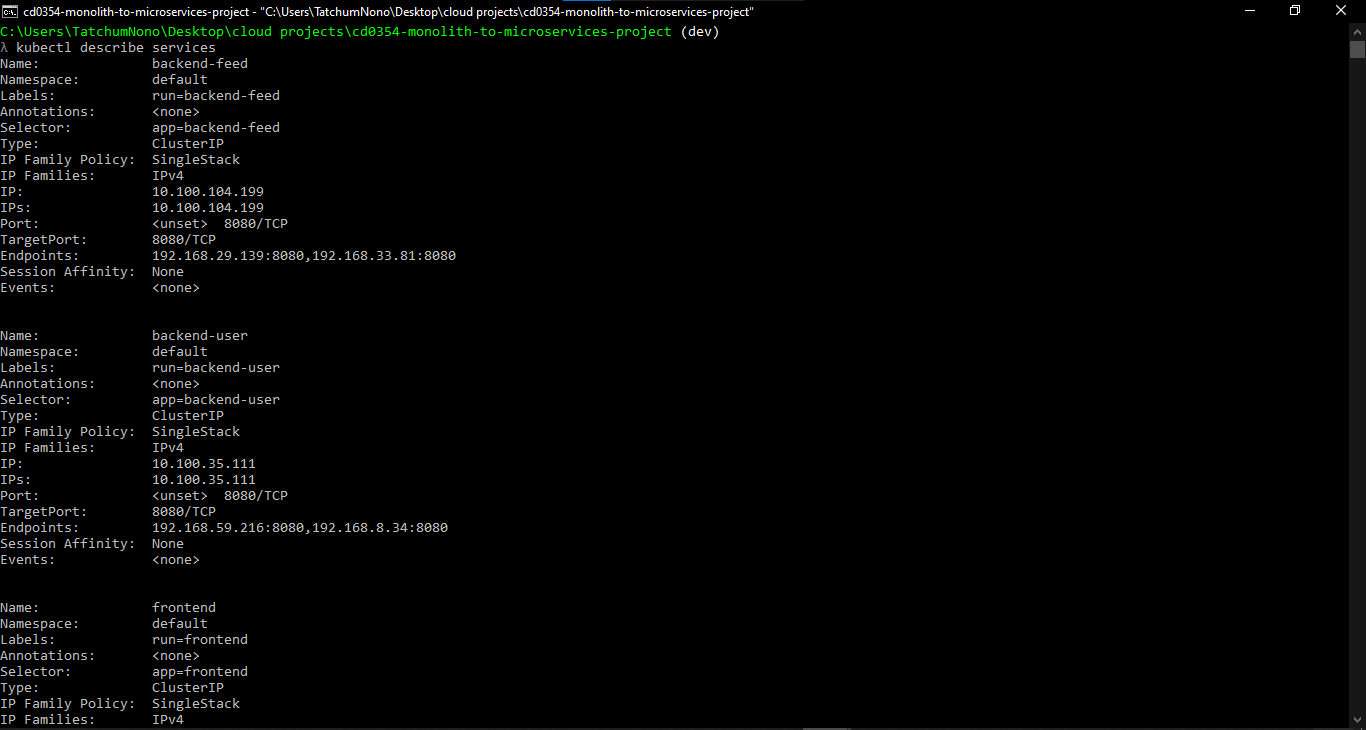 cd0354-monolith-to-microservices-project - "C:\Users\TatchumNono\Desktop\cloud projects\cd0354-monolith-to-microservices-project"
C:\Users\TatchumNono\Desktop\cloud projects\cd0354-monolith-to-microservices-project (dev)
λ kubectl describe services
Name:              backend-feed
Namespace:         default
Labels:            run=backend-feed
Annotations:       <none>
Selector:          app=backend-feed
Type:              ClusterIP
IP Family Policy:  SingleStack
IP Families:       IPv4
IP:                10.100.104.199
IPs:               10.100.104.199
Port:              <unset>  8080/TCP
TargetPort:        8080/TCP
Endpoints:         192.168.29.139:8080,192.168.33.81:8080
Session Affinity:  None
Events:            <none>
Name:              backend-user
Namespace:         default
Labels:            run=backend-user
Annotations:       <none>
Selector:          app=backend-user
Type:              ClusterIP
IP Family Policy:  SingleStack
IP Families:       IPv4
IP:                10.100.35.111
IPs:               10.100.35.111
Port:              <unset>  8080/TCP
TargetPort:        8080/TCP
Endpoints:         192.168.59.216:8080,192.168.8.34:8080
Session Affinity:  None
Events:            <none>
Name:              frontend
Namespace:         default
Labels:            run=frontend
Annotations:       <none>
Selector:          app=frontend
Type:              ClusterIP
IP Family Policy:  SingleStack
IP Families:       IPv4